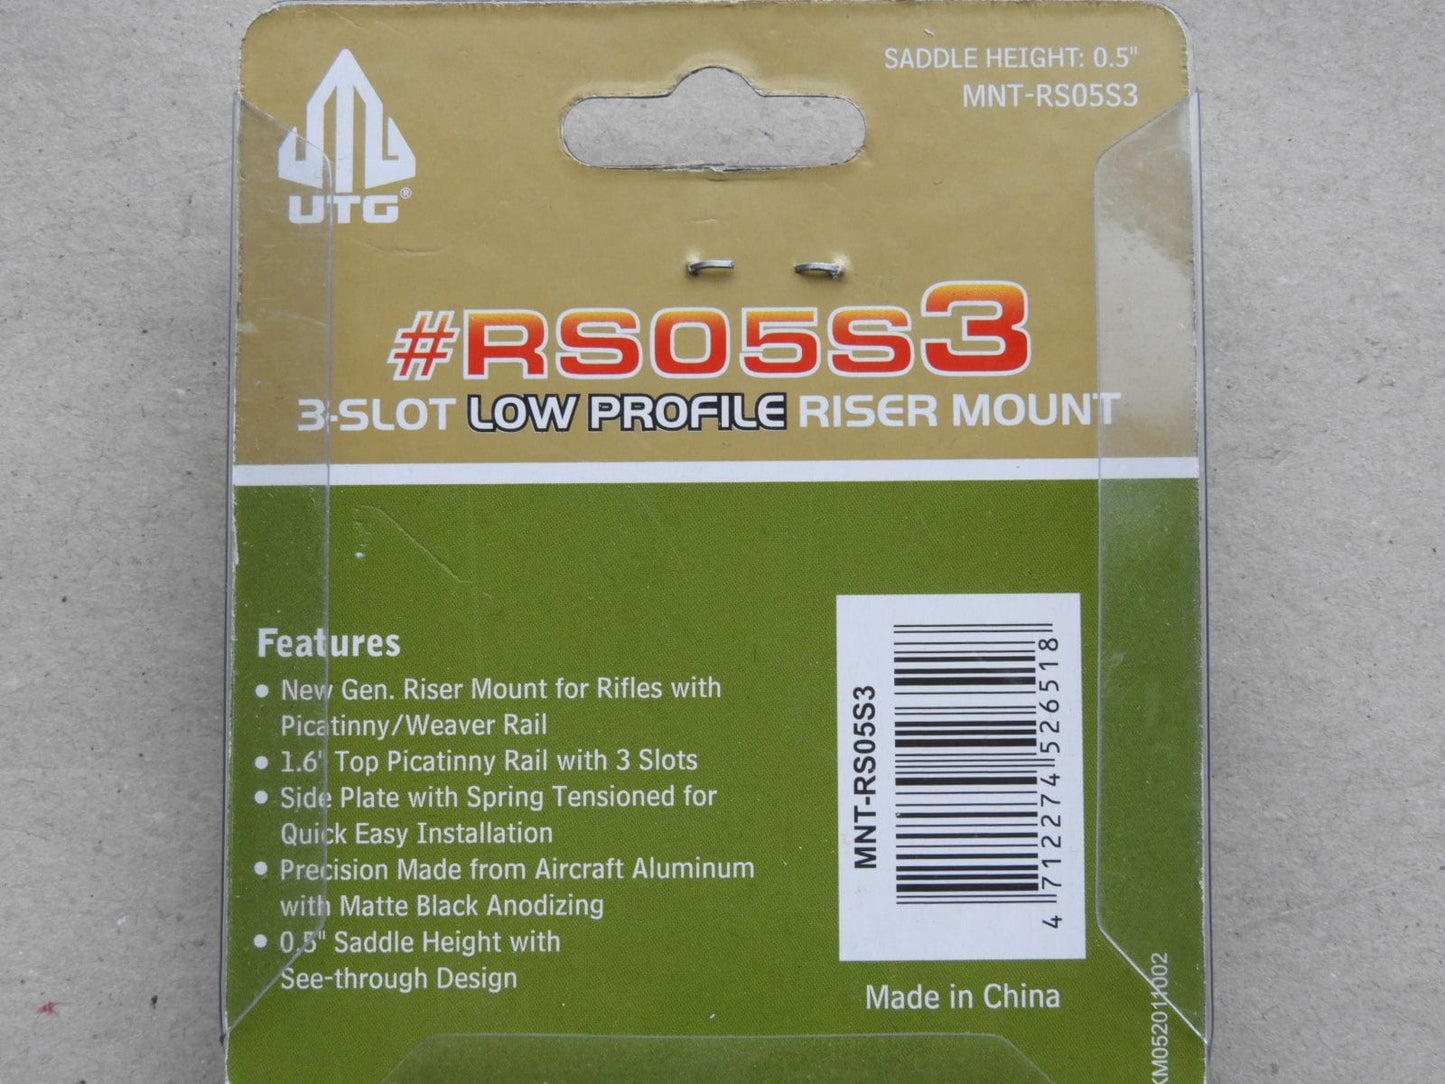 SADDLE HEIGHT: 0.5"
MNT-RS05S3
UTG®
#RS05S3
3-SLOT LOW PROFILE RISER MOUNT
Features
• New Gen. Riser Mount for Rifles with
Picatinny/Weaver Rail
• 1.6" Top Picatinny Rail with 3 Slots
• Side Plate with Spring Tensioned for
Quick Easy Installation
• Precision Made from Aircraft Aluminum
with Matte Black Anodizing
• 0.5" Saddle Height with
See-through Design
MNT-RS05S3
4 712274 526518
Made in China
KM052011002